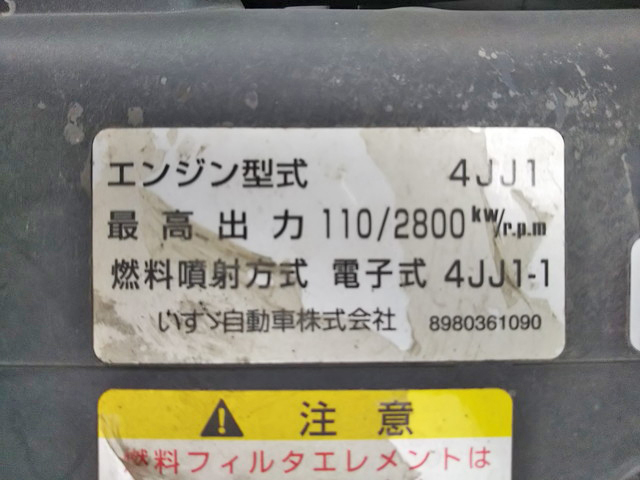 エンジン型式 4JJ1
最高出力 110/2800 kW/r.p.m
燃料噴射方式 電子式 4JJ1-1
いすゞ自動車株式会社 8980361090
注意
燃料フィルタエレメントは